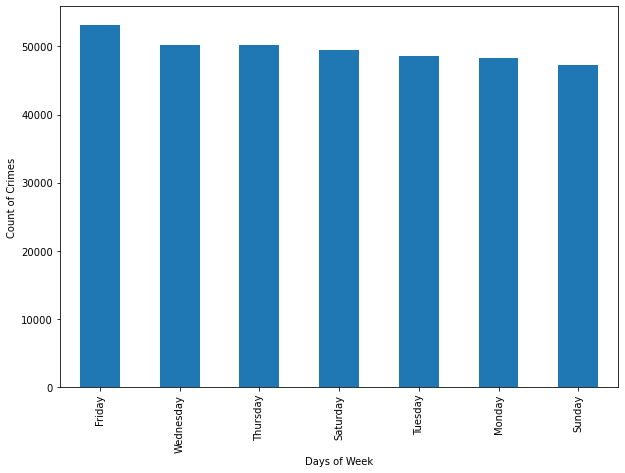 Count of Crimes
50000
40000
30000
20000
10000
0
Friday
Wednesday
Thursday
Saturday
Tuesday
Monday
Sunday
Days of Week